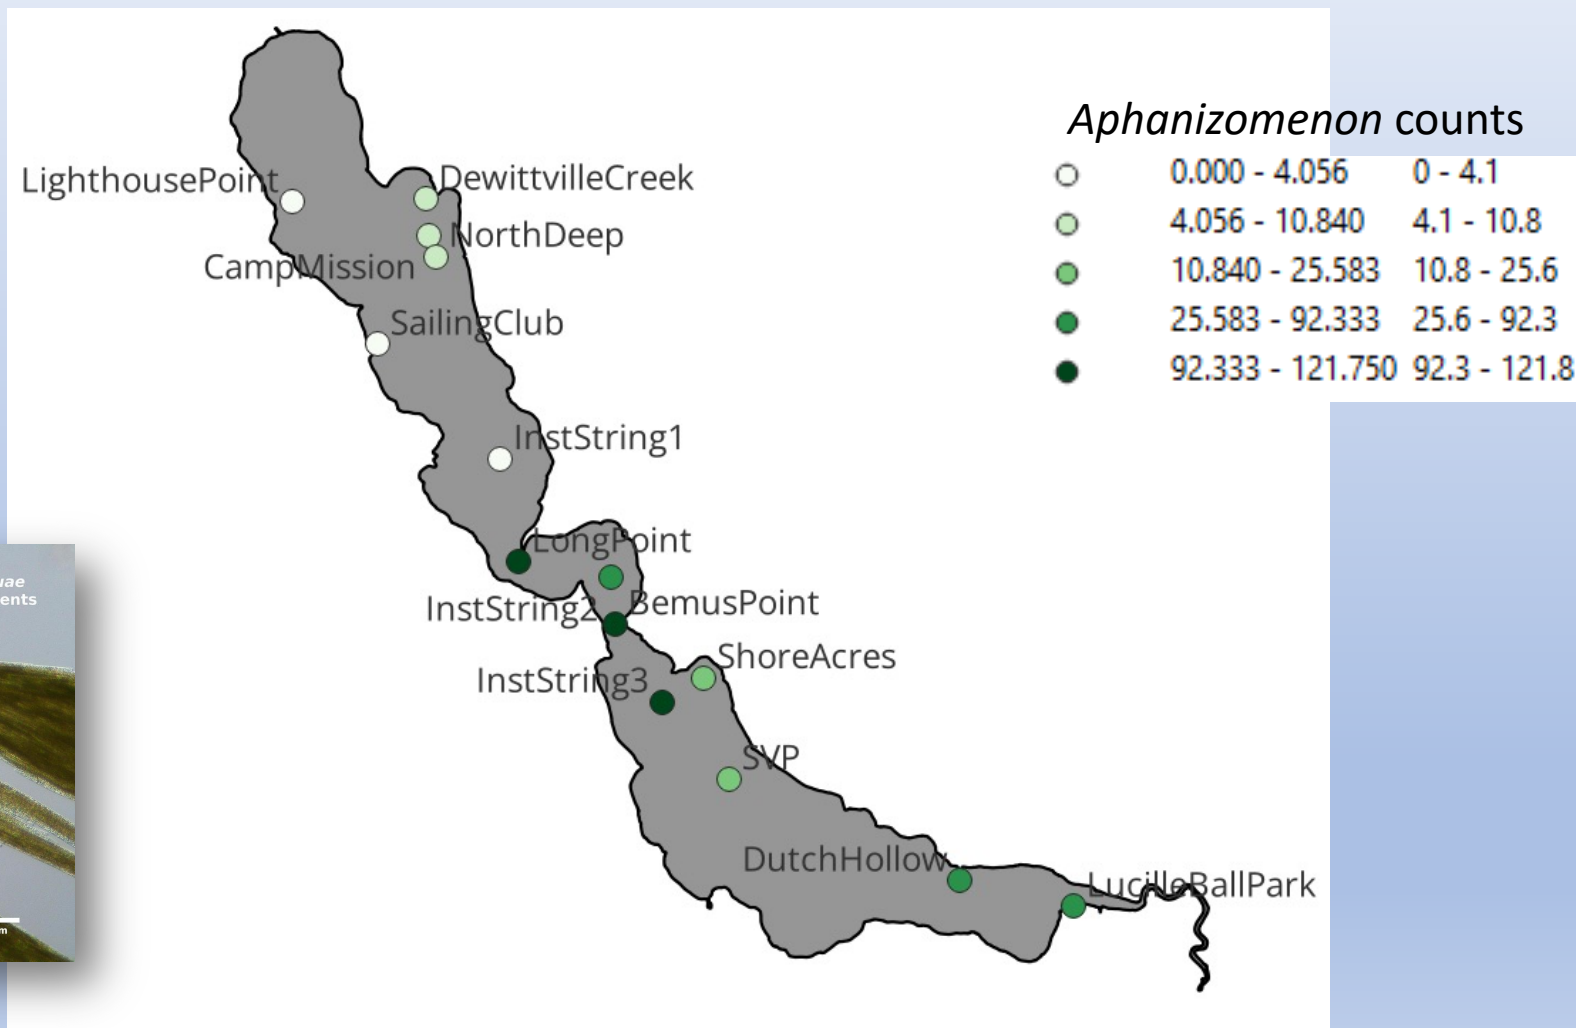 Aphanizomenon counts
0.000 - 4.056 0 - 4.1
4.056 - 10.840 4.1 - 10.8
10.840 - 25.583 10.8 - 25.6
25.583 - 92.333 25.6 - 92.3
92.333 - 121.750 92.3 - 121.8
LighthousePoint
DewittvilleCreek
NorthDeep
CampMission
SailingClub
InstString1
LongPoint
InstString2
BemusPoint
ShoreAcres
InstString3
SVP
DutchHollow
LucilleBallPark